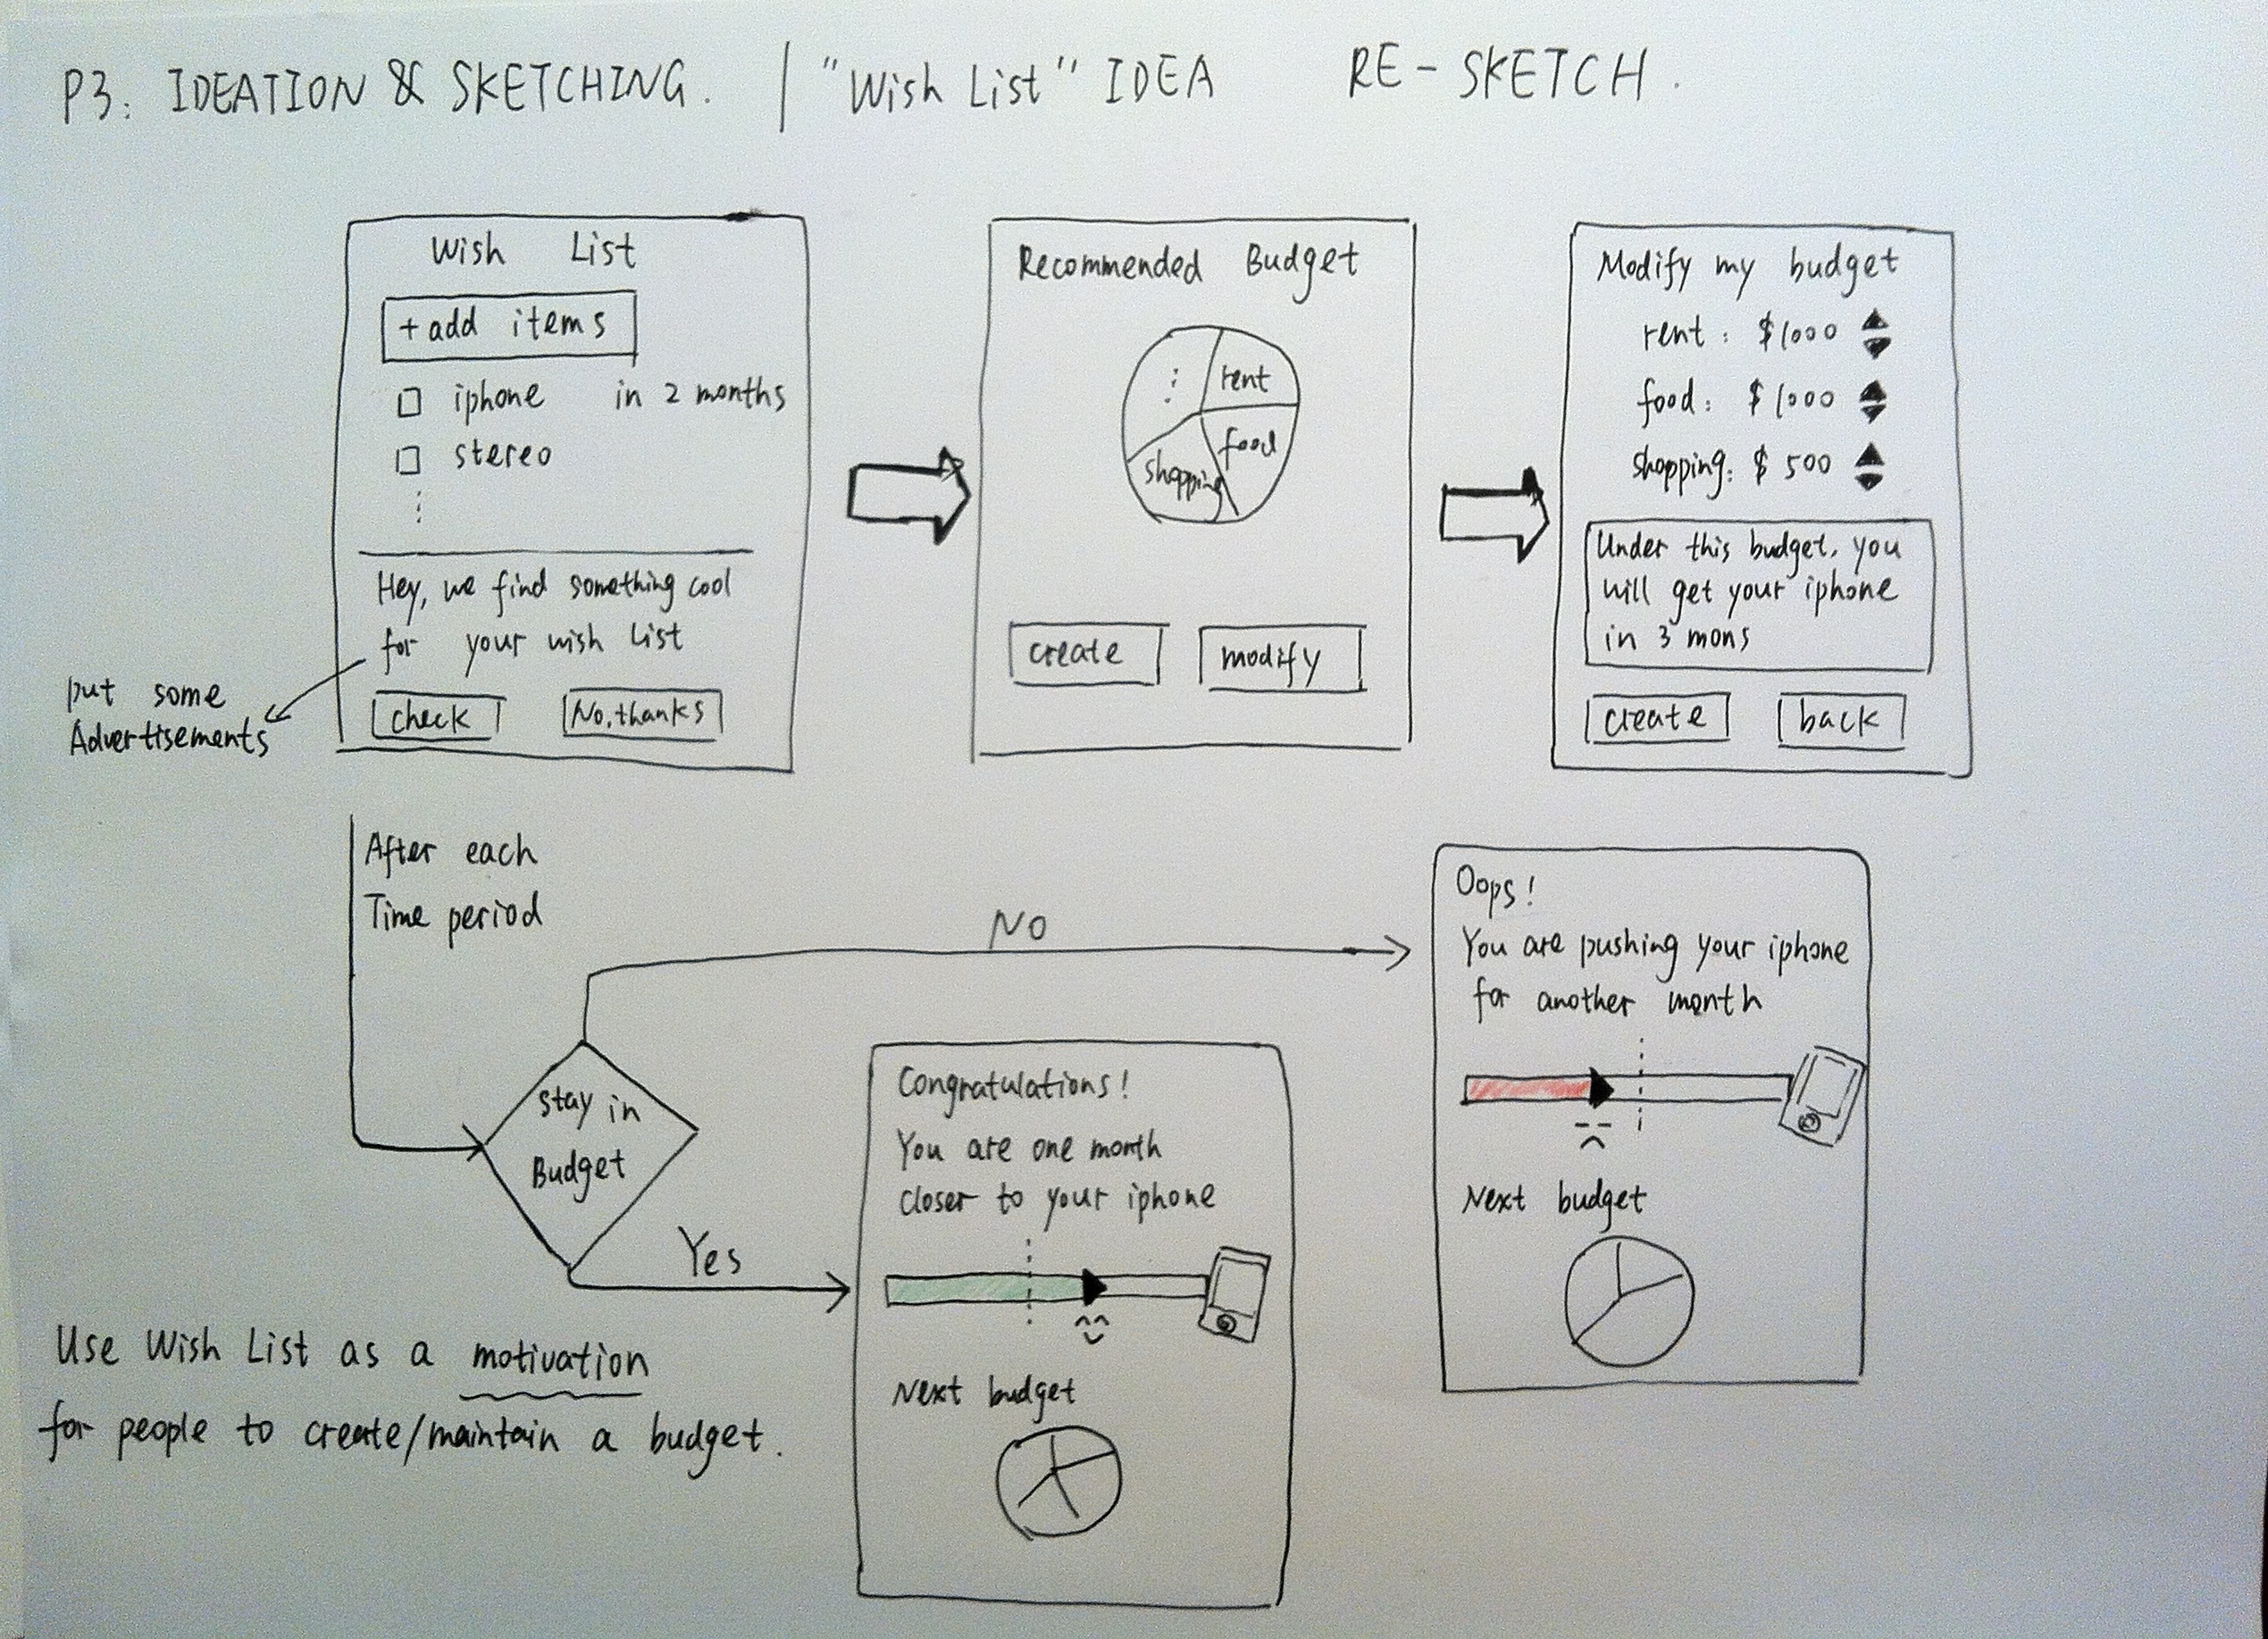 P3. IDEATION & SKETCHING. | "Wish List" IDEA RE-SKETCH.
Wish List
+add items
iphone in 2 months
stereo
Hey, we find something cool
for your wish list
check No, thanks
put some
Advertisements
Recommended Budget
rent
food
shopping
create modify
Modify my budget
rent: $1000
food: $1000
shopping: $500
Under this budget, you
will get your iphone
in 3 mons
create back
After each
Time period
Stay in
Budget
NO
Yes
Oops!
You are pushing your iphone
for another month
Next budget
Congratulations!
You are one month
closer to your iphone
Next budget
Use Wish List as a motivation
for people to create/maintain a budget.